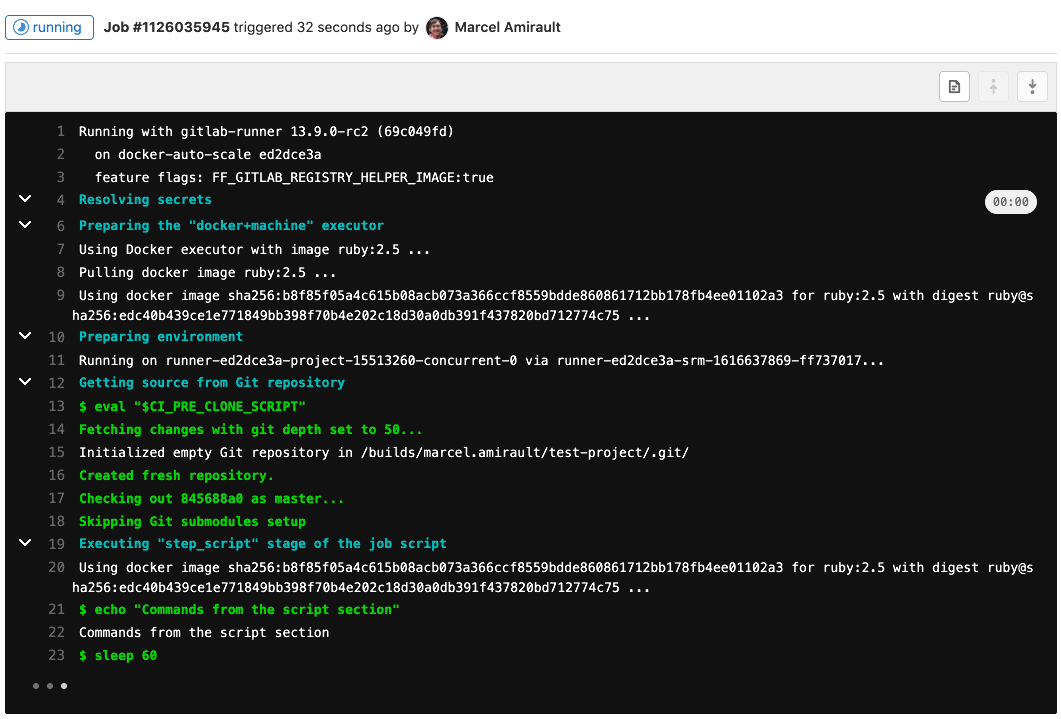 running Job #1126035945 triggered 32 seconds ago by Marcel Amirault
1 Running with gitlab-runner 13.9.0-rc2 (69c049fd)
2 on docker-auto-scale ed2dce3a
3 feature flags: FF_GITLAB_REGISTRY_HELPER_IMAGE:true
4 Resolving secrets 00:00
6 Preparing the "docker+machine" executor
7 Using Docker executor with image ruby:2.5 ...
8 Pulling docker image ruby:2.5 ...
9 Using docker image sha256:b8f85f05a4c615b08acb073a366ccf8559bdde860861712bb178fb4ee01102a3 for ruby:2.5 with digest ruby@s
ha256:edc40b439ce1e771849bb398f70b4e202c18d30a0db391f437820bd712774c75 ...
10 Preparing environment
11 Running on runner-ed2dce3a-project-15513260-concurrent-0 via runner-ed2dce3a-srm-1616637869-ff737017...
12 Getting source from Git repository
13 $ eval "$CI_PRE_CLONE_SCRIPT"
14 Fetching changes with git depth set to 50...
15 Initialized empty Git repository in /builds/marcel.amirault/test-project/.git/
16 Created fresh repository.
17 Checking out 845688a0 as master...
18 Skipping Git submodules setup
19 Executing "step_script" stage of the job script
20 Using docker image sha256:b8f85f05a4c615b08acb073a366ccf8559bdde860861712bb178fb4ee01102a3 for ruby:2.5 with digest ruby@s
ha256:edc40b439ce1e771849bb398f70b4e202c18d30a0db391f437820bd712774c75 ...
21 $ echo "Commands from the script section"
22 Commands from the script section
23 $ sleep 60